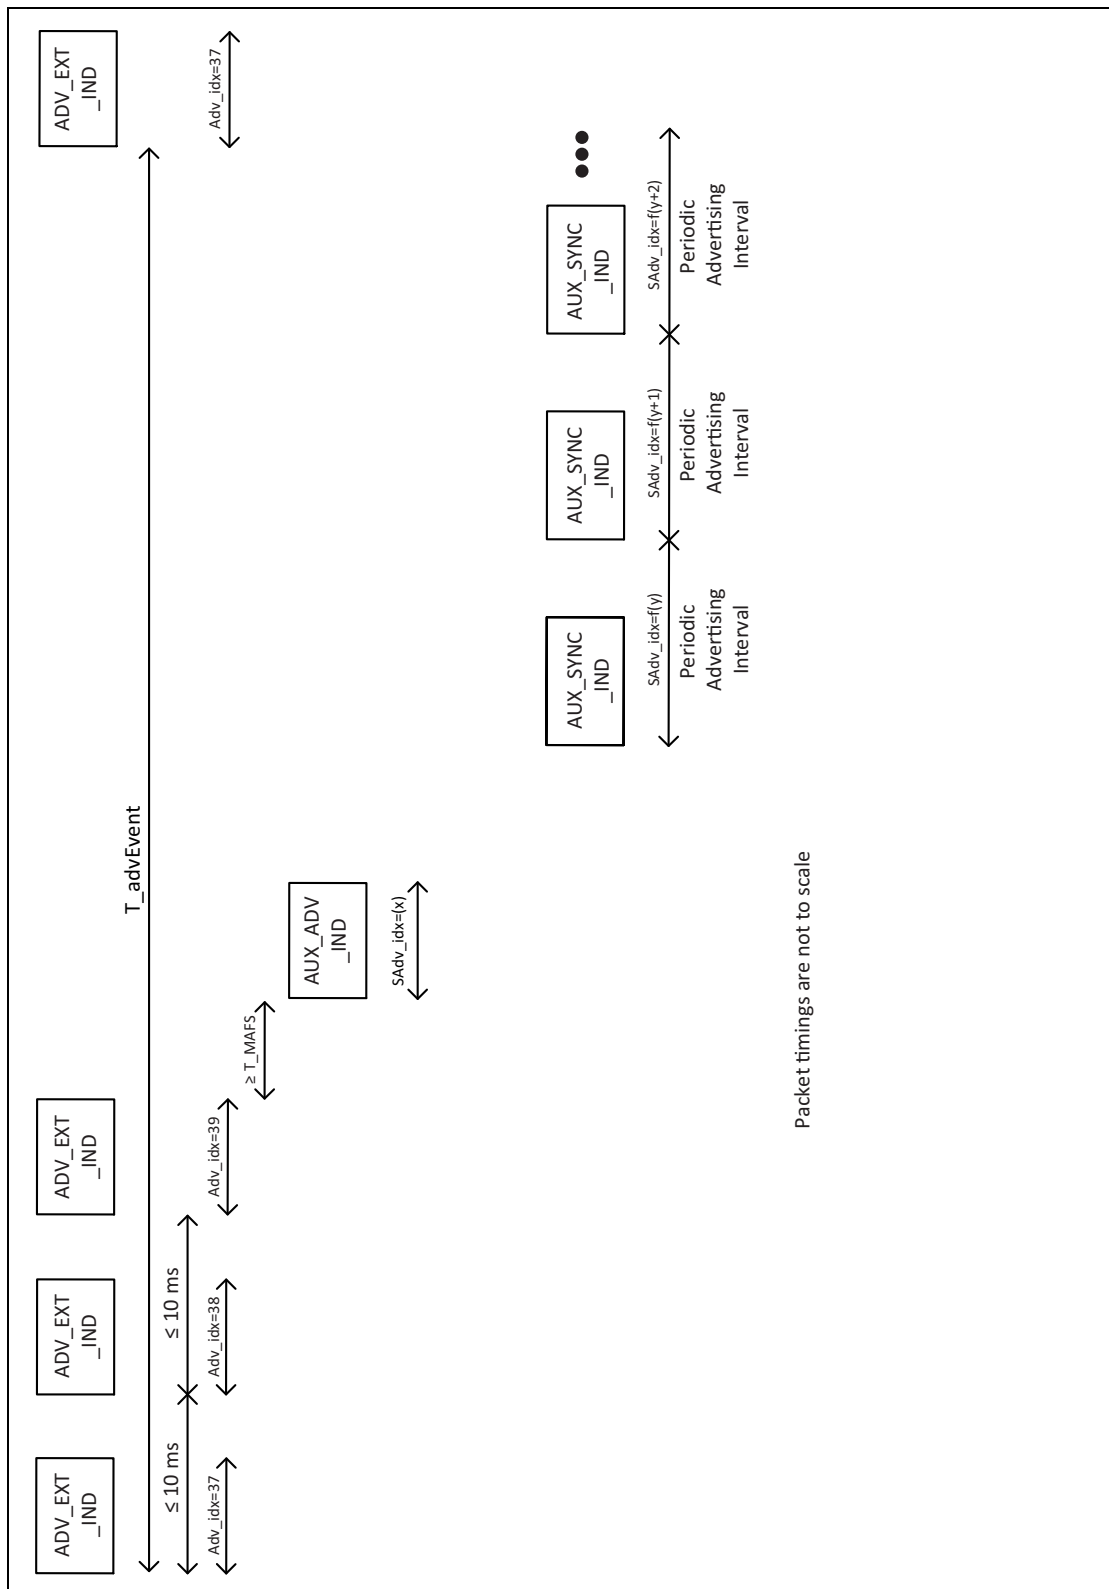 ADV_EXT
_IND
ADV_EXT
_IND
ADV_EXT
_IND
ADV_EXT
_IND
T_advEvent
≤ 10 ms
≤ 10 ms
Adv_idx=37
Adv_idx=38
Adv_idx=39
Adv_idx=37
≥ T_MAFS
AUX_ADV
_IND
SAdv_idx=(x)
AUX_SYNC
_IND
AUX_SYNC
_IND
AUX_SYNC
_IND
SAdv_idx=f(y)
SAdv_idx=f(y+1)
SAdv_idx=f(y+2)
Periodic
Advertising
Interval
Periodic
Advertising
Interval
Periodic
Advertising
Interval
Packet timings are not to scale